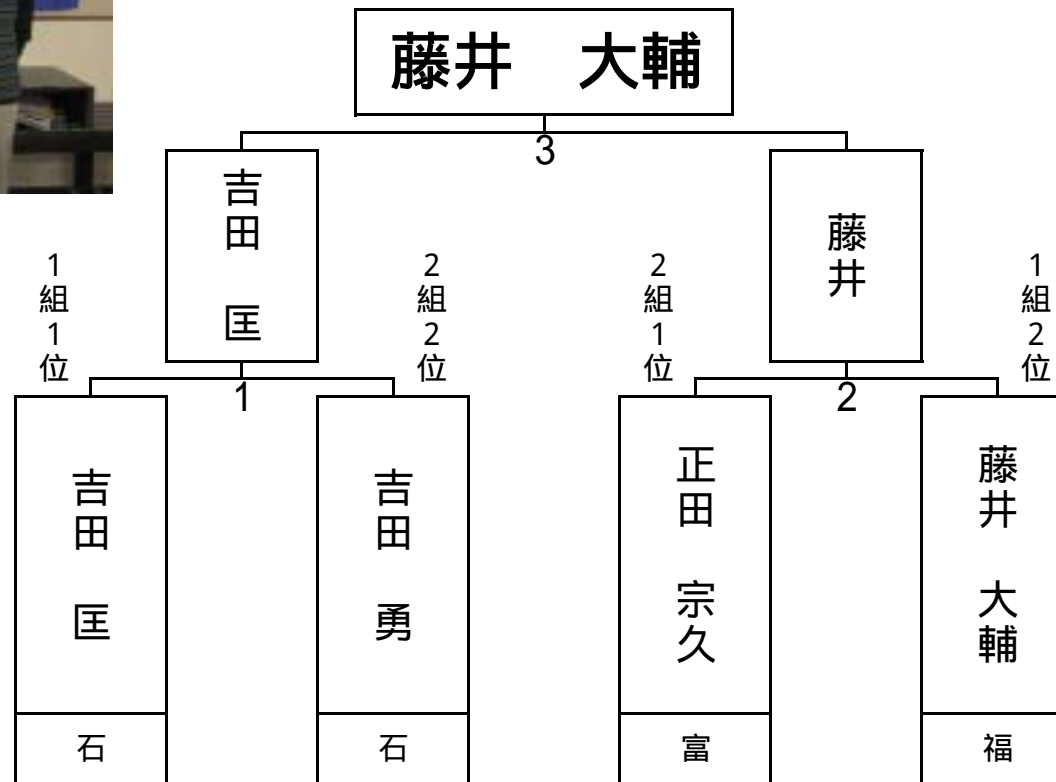 藤井　大輔
3
吉田　匡
藤井
1組1位
2組2位
2組1位
1組2位
1
2
吉田　匡
吉田　勇
正田　宗久
藤井　大輔
石
石
富
福